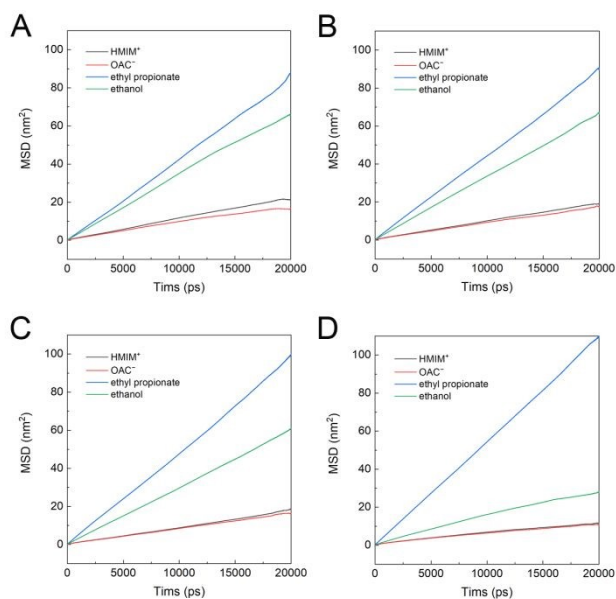 A
HMIM⁺
OAC⁻
ethyl propionate
ethanol
MSD (nm²)
100
80
60
40
20
0
0 5000 10000 15000 20000
Tims (ps)
B
HMIM⁺
OAC⁻
ethyl propionate
ethanol
MSD (nm²)
100
80
60
40
20
0
0 5000 10000 15000 20000
Tims (ps)
C
HMIM⁺
OAC⁻
ethyl propionate
ethanol
MSD (nm²)
100
80
60
40
20
0
0 5000 10000 15000 20000
Tims (ps)
D
HMIM⁺
OAC⁻
ethyl propionate
ethanol
MSD (nm²)
100
80
60
40
20
0
0 5000 10000 15000 20000
Tims (ps)